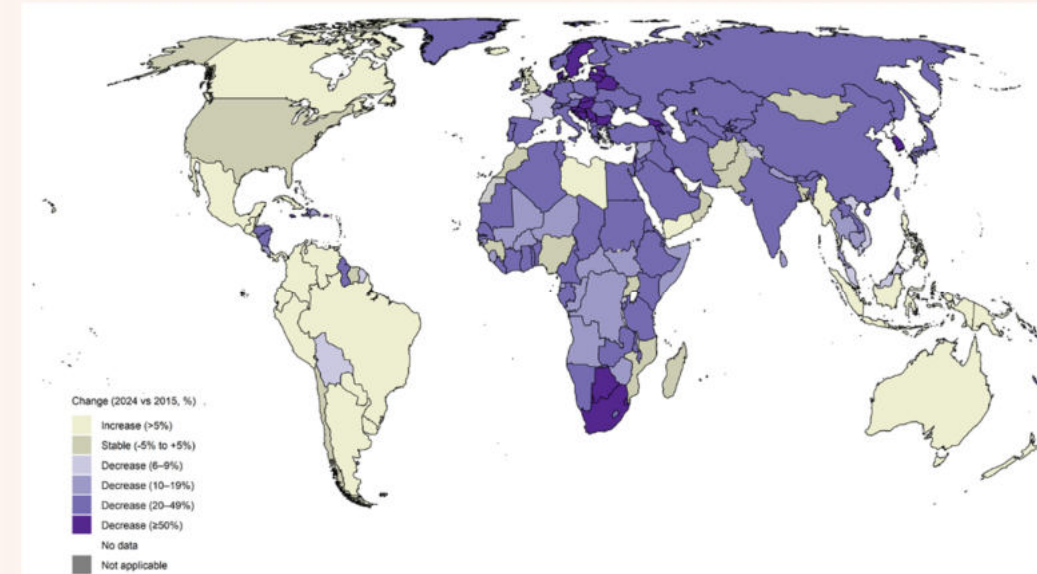 Change (2024 vs 2015, %)
Increase (>5%)
Stable (-5% to +5%)
Decrease (6–9%)
Decrease (10–19%)
Decrease (20–49%)
Decrease (≥50%)
No data
Not applicable